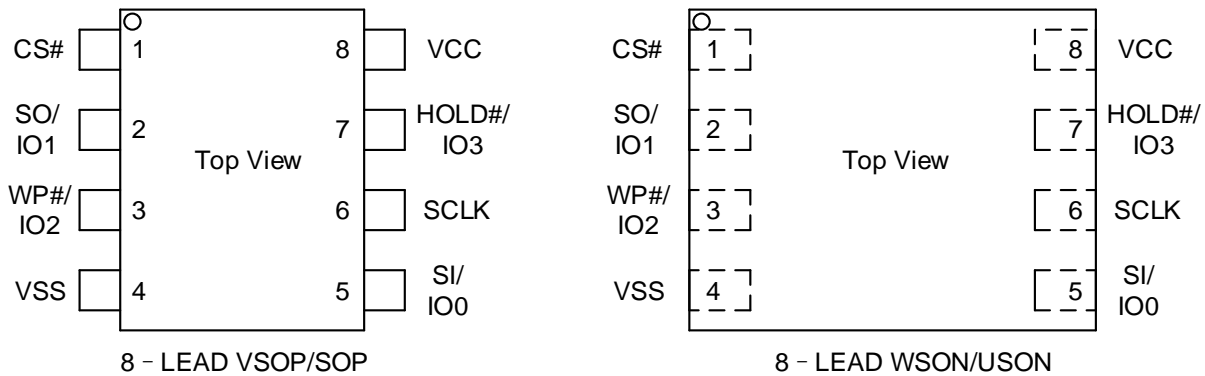 CS# 1 8 VCC
SO/
IO1 2 7 HOLD#/
IO3
Top View
WP#/
IO2 3 6 SCLK
VSS 4 5 SI/
IO0
8 – LEAD VSOP/SOP
CS# 1 8 VCC
SO/
IO1 2 7 HOLD#/
IO3
Top View
WP#/
IO2 3 6 SCLK
VSS 4 5 SI/
IO0
8 – LEAD WSON/USON